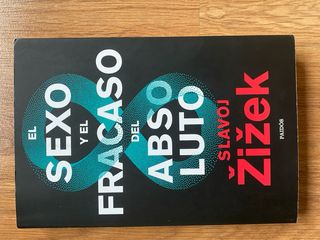 EL
SEXO
Y EL
FRACASO
DEL
ABSO
LUTO
SLAVOJ
Žižek
PAIDÓS